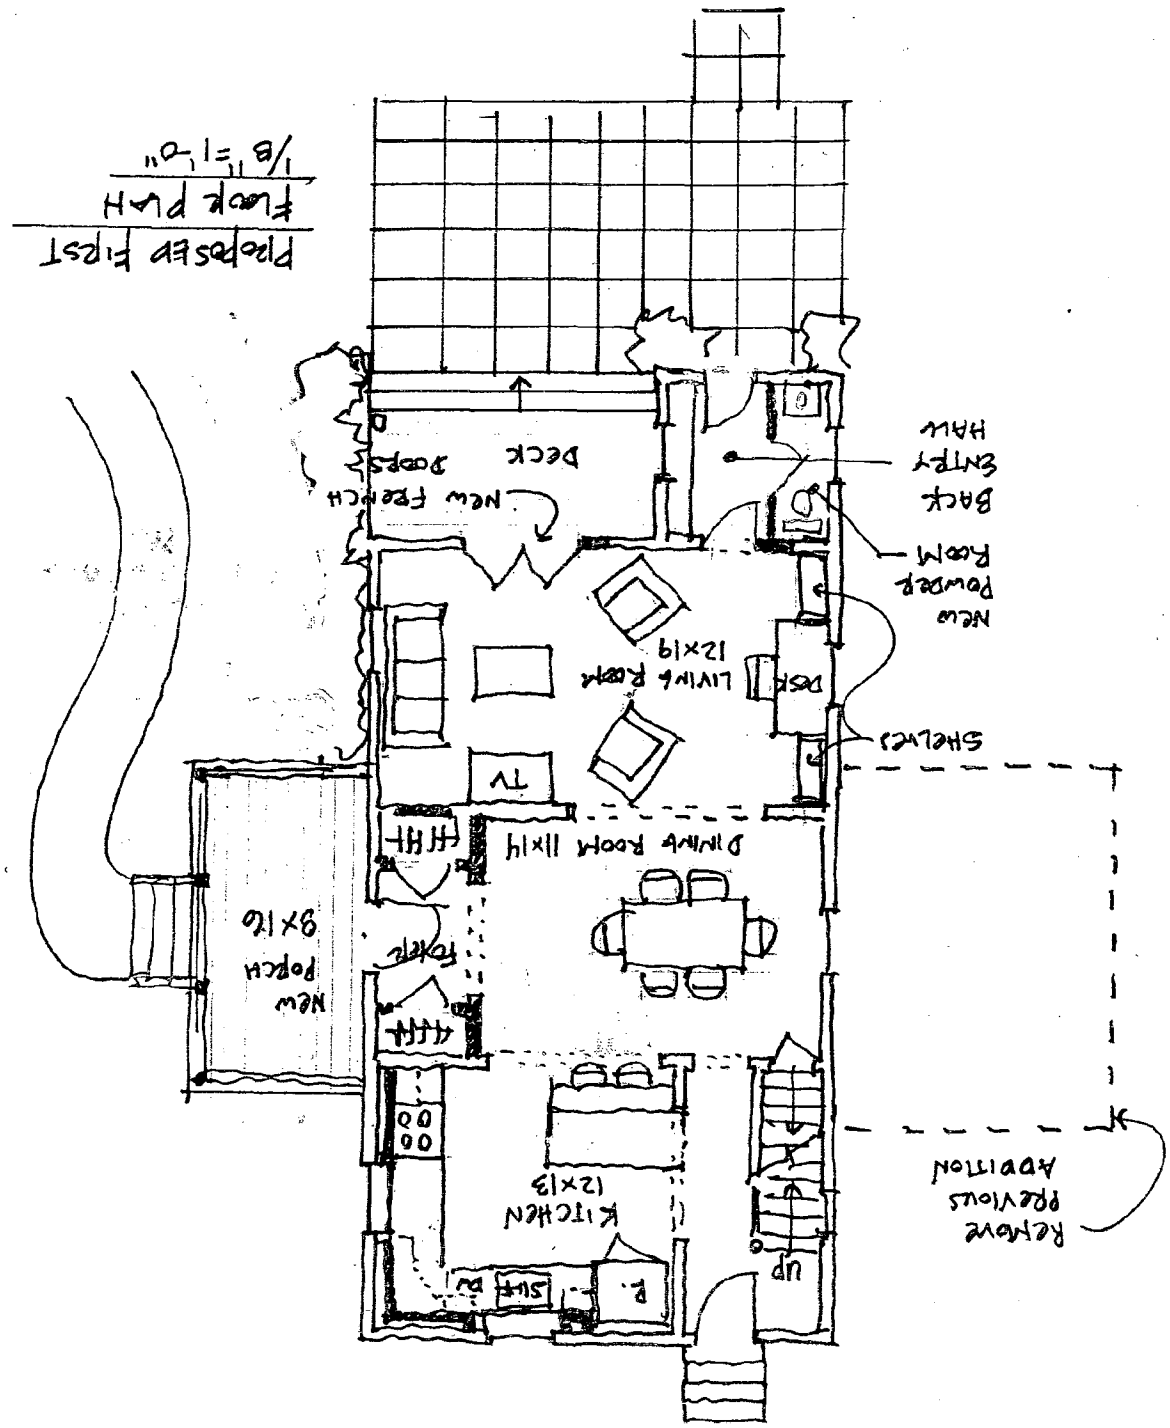 UP
R.
DW
KITCHEN
12x13
REMOVE
PREVIOUS
ADDITION
NEW
PORCH
8x16
FOYER
DINING ROOM 11x14
TV
SHELVES
DESK
LIVING ROOM
12x19
NEW
POWDER
ROOM
BACK
ENTRY
HALL
NEW FRENCH
DOORS
DECK
PROPOSED FIRST
FLOOR PLAN
1/8"=1'-0"